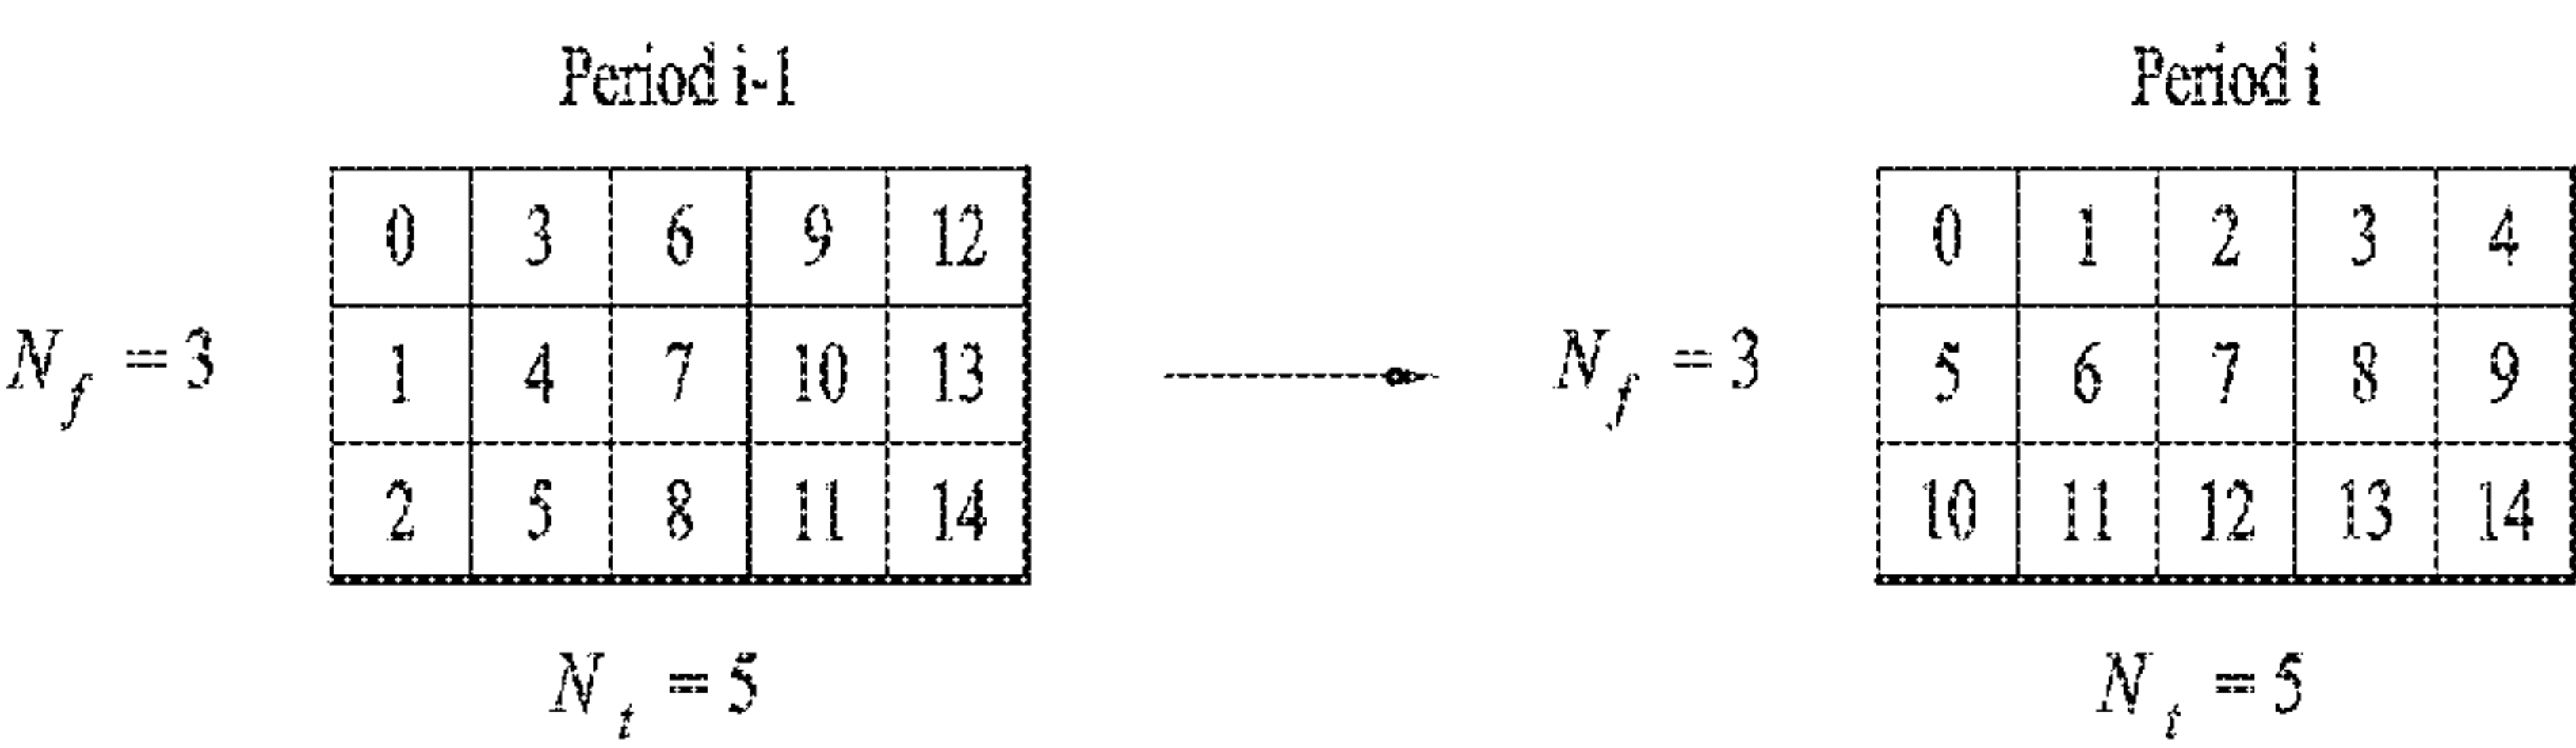 Period i-1 Period i
0 3 6 9 12 0 1 2 3 4
N_f = 3 1 4 7 10 13 N_f = 3 5 6 7 8 9
2 5 8 11 14 10 11 12 13 14
N_t = 5 N_t = 5